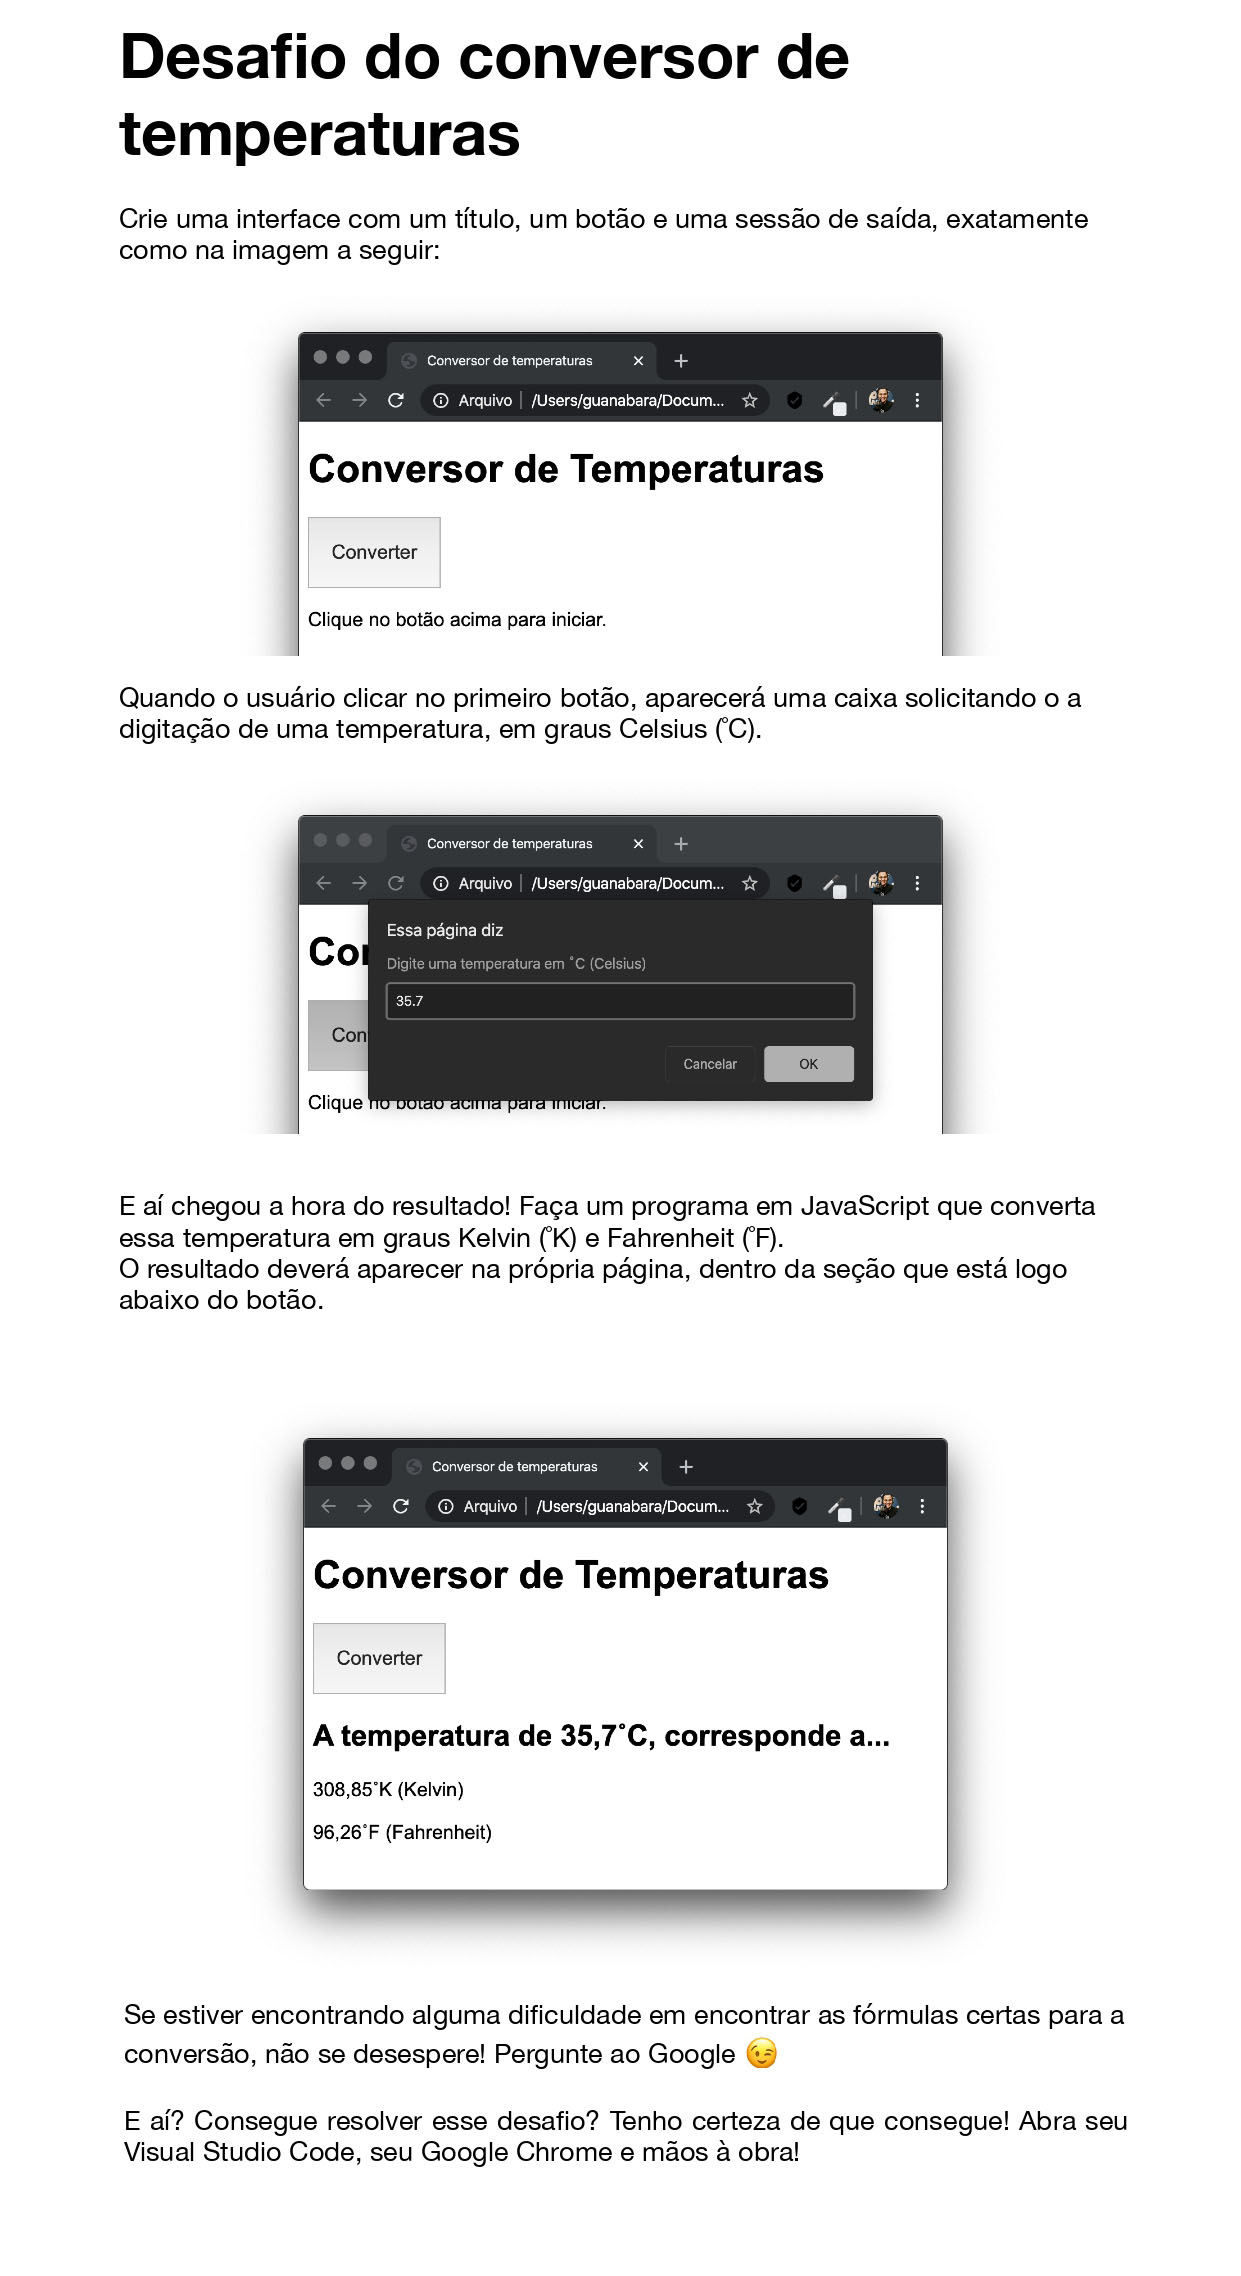 Desafio do conversor de
temperaturas
Crie uma interface com um título, um botão e uma sessão de saída, exatamente
como na imagem a seguir:
Conversor de temperaturas
Arquivo | /Users/guanabara/Docum...
Conversor de Temperaturas
Converter
Clique no botão acima para iniciar.
Quando o usuário clicar no primeiro botão, aparecerá uma caixa solicitando o a
digitação de uma temperatura, em graus Celsius (˚C).
Conversor de temperaturas
Arquivo | /Users/guanabara/Docum...
Essa página diz
Cor
Digite uma temperatura em ˚C (Celsius)
35.7
Con
Cancelar OK
Clique no botão acima para iniciar.
E aí chegou a hora do resultado! Faça um programa em JavaScript que converta
essa temperatura em graus Kelvin (˚K) e Fahrenheit (˚F).
O resultado deverá aparecer na própria página, dentro da seção que está logo
abaixo do botão.
Conversor de temperaturas
Arquivo | /Users/guanabara/Docum...
Conversor de Temperaturas
Converter
A temperatura de 35,7˚C, corresponde a...
308,85˚K (Kelvin)
96,26˚F (Fahrenheit)
Se estiver encontrando alguma dificuldade em encontrar as fórmulas certas para a
conversão, não se desespere! Pergunte ao Google 😉
E aí? Consegue resolver esse desafio? Tenho certeza de que consegue! Abra seu
Visual Studio Code, seu Google Chrome e mãos à obra!